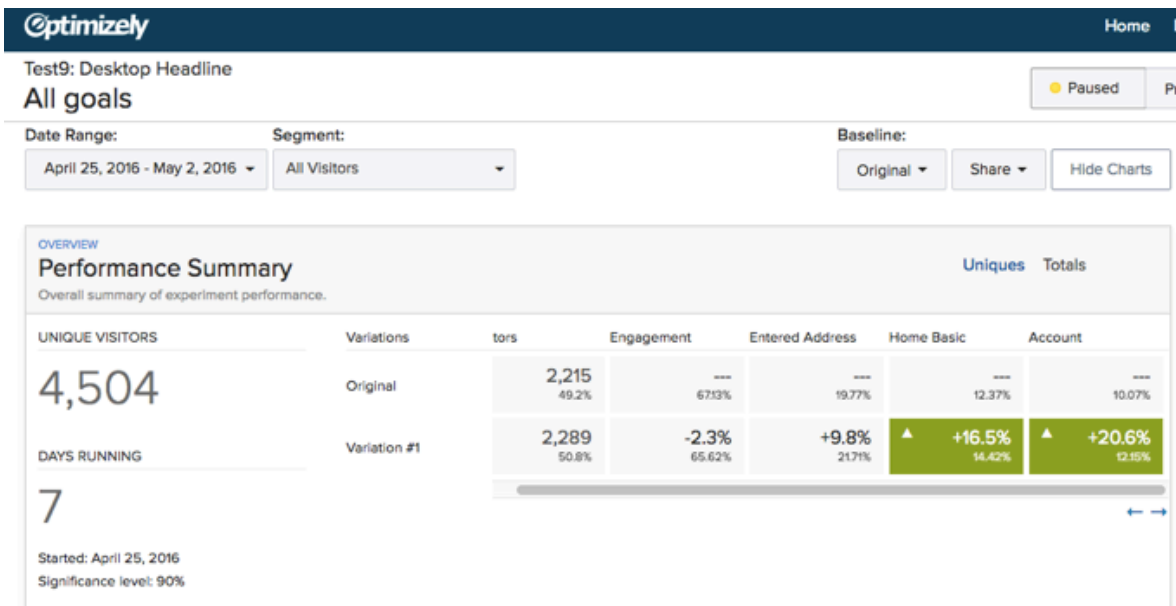 Optimizely Home
Test9: Desktop Headline
All goals
Paused
Date Range: Segment: Baseline:
April 25, 2016 - May 2, 2016 All Visitors Original Share Hide Charts
OVERVIEW
Performance Summary Uniques Totals
Overall summary of experiment performance.
UNIQUE VISITORS Variations tors Engagement Entered Address Home Basic Account
4,504 Original 2,215 --- --- --- ---
49.2% 67.13% 19.77% 12.37% 10.07%
DAYS RUNNING Variation #1 2,289 -2.3% +9.8% +16.5% +20.6%
50.8% 65.62% 21.71% 14.42% 12.15%
7
Started: April 25, 2016
Significance level: 90%